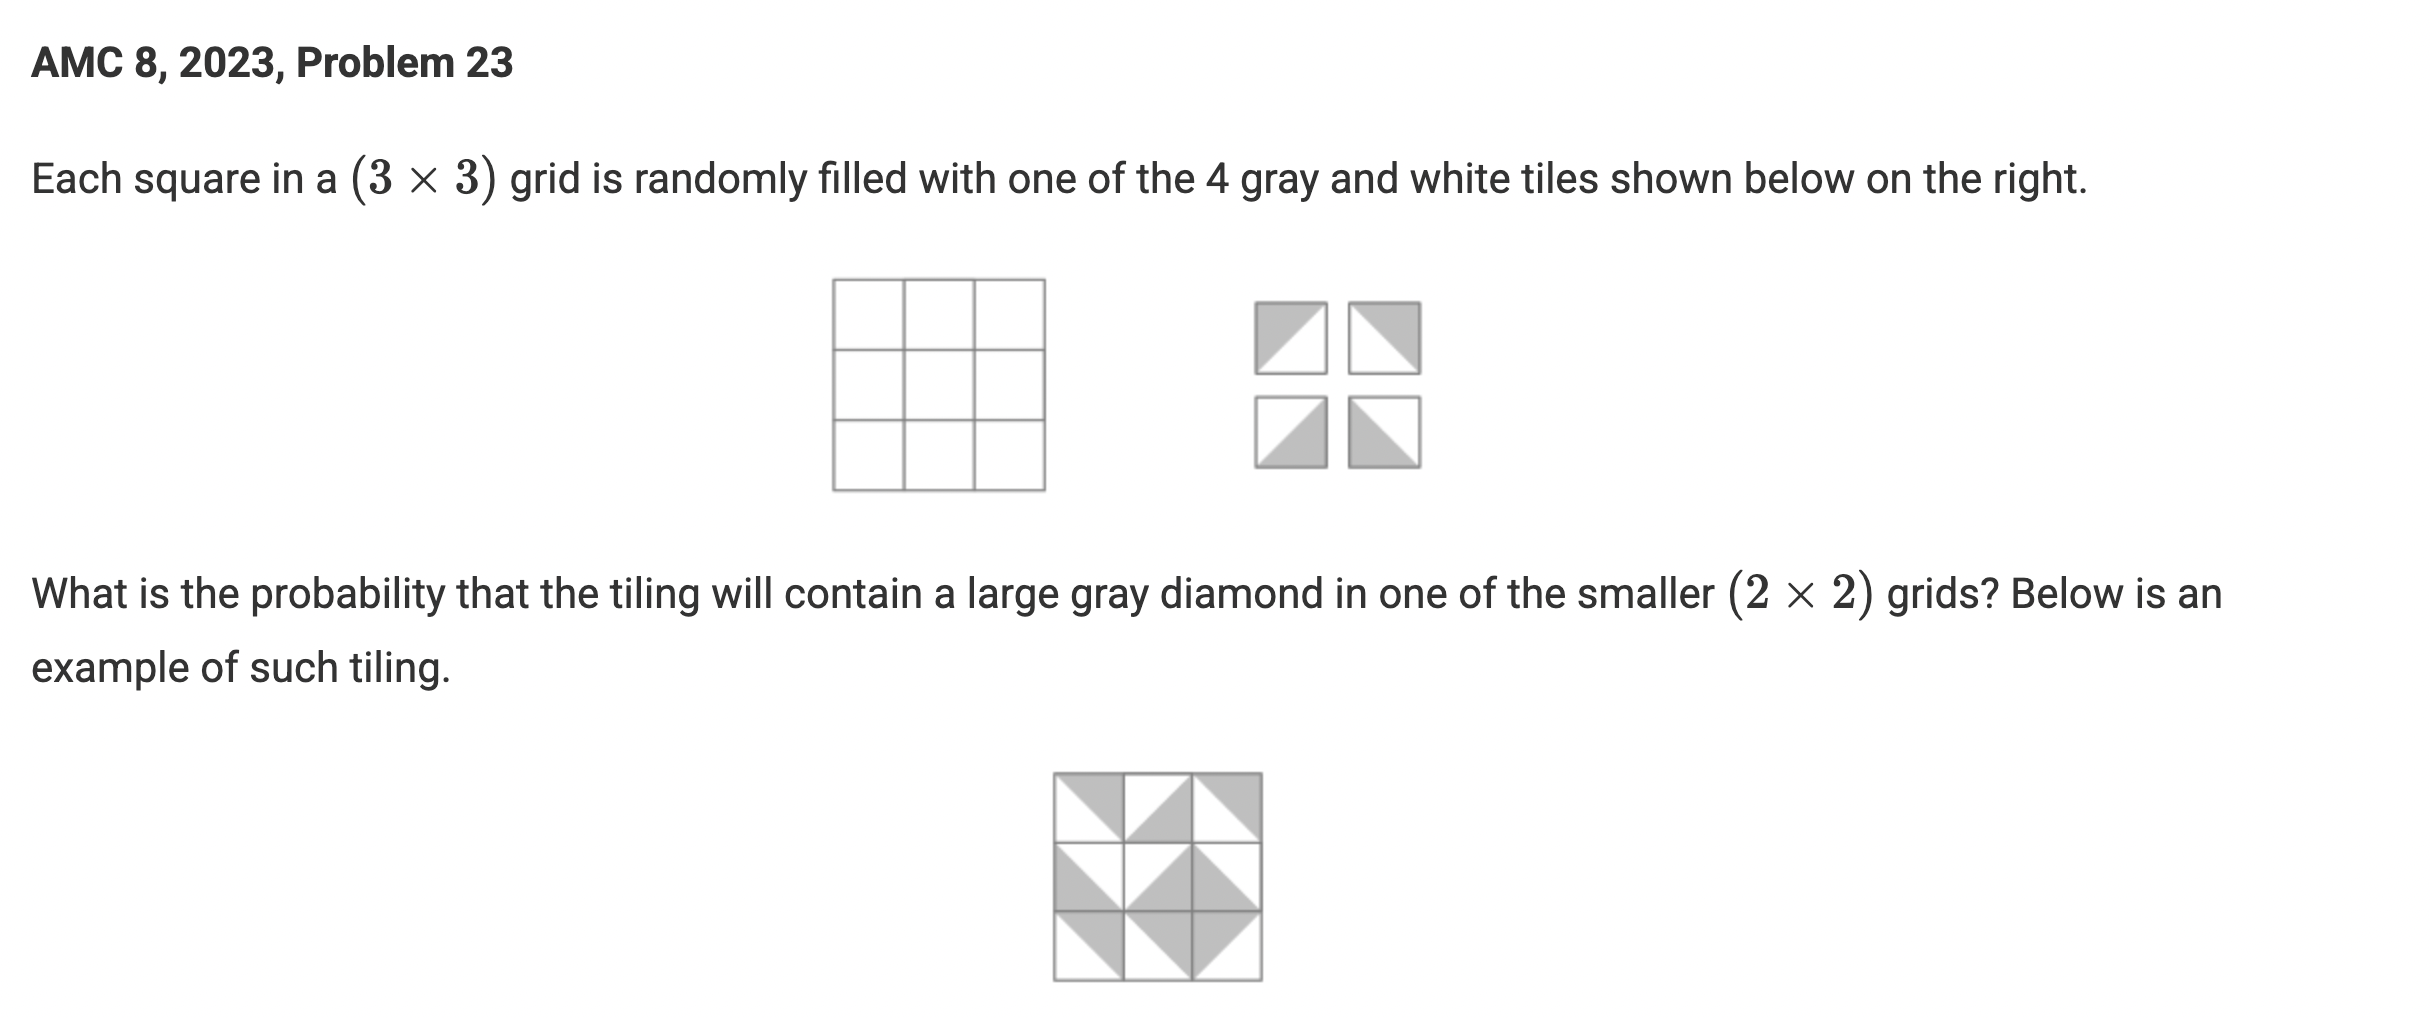 AMC 8, 2023, Problem 23
Each square in a (3 × 3) grid is randomly filled with one of the 4 gray and white tiles shown below on the right.
What is the probability that the tiling will contain a large gray diamond in one of the smaller (2 × 2) grids? Below is an
example of such tiling.